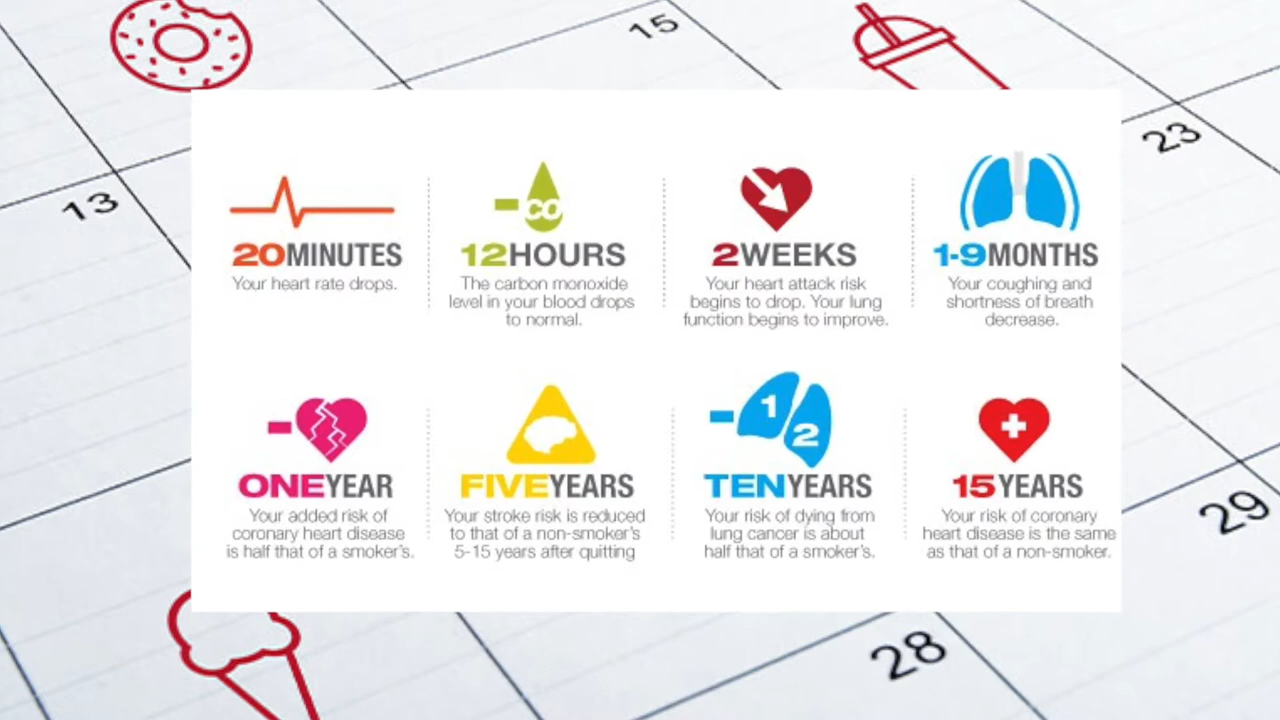 15
23
13
co
20MINUTES
Your heart rate drops.
12HOURS
The carbon monoxide
level in your blood drops
to normal.
2WEEKS
Your heart attack risk
begins to drop. Your lung
function begins to improve.
1-9MONTHS
Your coughing and
shortness of breath
decrease.
1
2
ONEYEAR
Your added risk of
coronary heart disease
is half that of a smoker's.
FIVEYEARS
Your stroke risk is reduced
to that of a non-smoker's
5-15 years after quitting
TENYEARS
Your risk of dying from
lung cancer is about
half that of a smoker's.
15YEARS
Your risk of coronary
heart disease is the same
as that of a non-smoker.
29
28